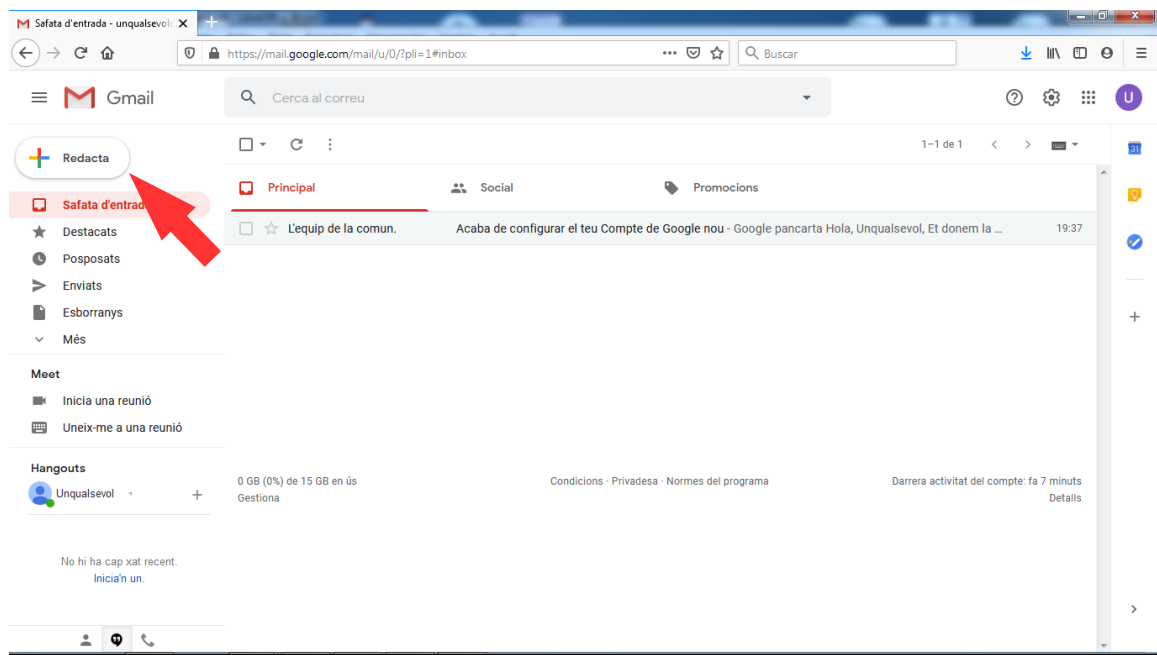 Safata d'entrada - unqualsevol
https://mail.google.com/mail/u/0/?pli=1#inbox
Buscar
Gmail
Cerca al correu
U
Redacta
1–1 de 1
31
Principal
Social
Promocions
Safata d'entrad
L'equip de la comun.
Acaba de configurar el teu Compte de Google nou - Google pancarta Hola, Unqualsevol, Et donem la ...
19:37
Destacats
Posposats
Enviats
Esborranys
Més
Meet
Inicia una reunió
Uneix-me a una reunió
Hangouts
Unqualsevol
0 GB (0%) de 15 GB en ús
Gestiona
Condicions · Privadesa · Normes del programa
Darrera activitat del compte: fa 7 minuts
Detalls
No hi ha cap xat recent.
Inicia'n un.